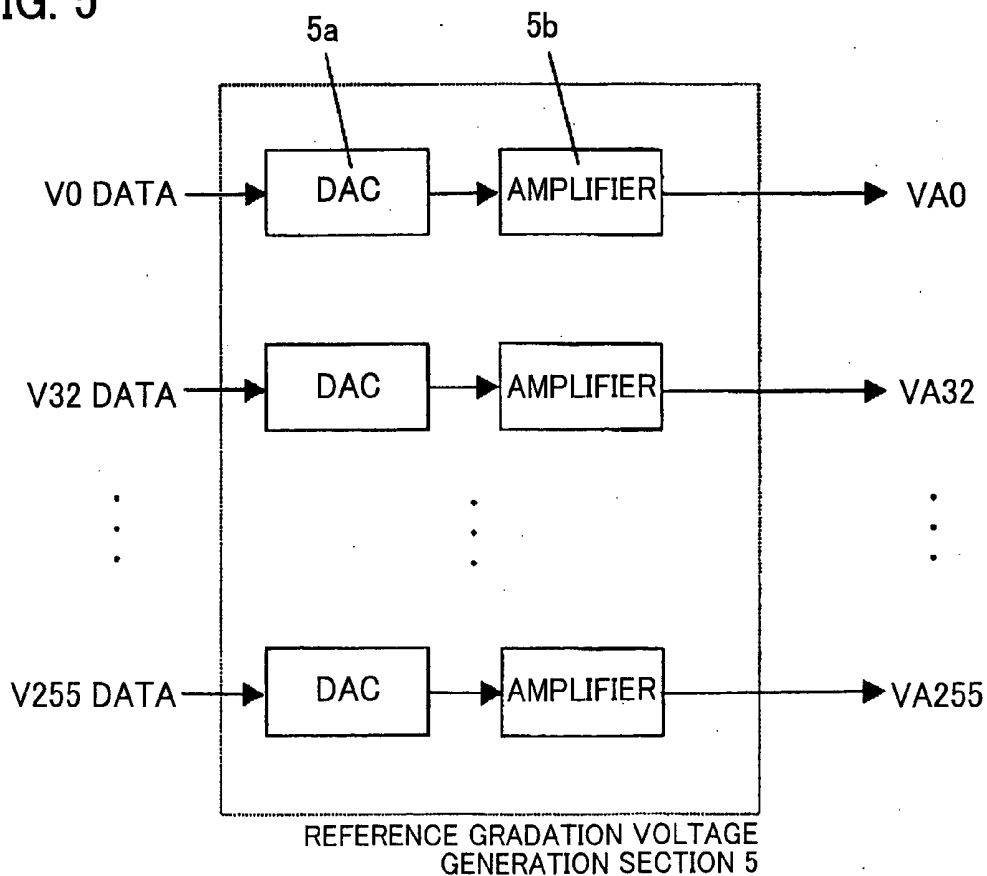 FIG. 5
5a
5b
V0 DATA
DAC
AMPLIFIER
VA0
V32 DATA
DAC
AMPLIFIER
VA32
V255 DATA
DAC
AMPLIFIER
VA255
REFERENCE GRADATION VOLTAGE
GENERATION SECTION 5